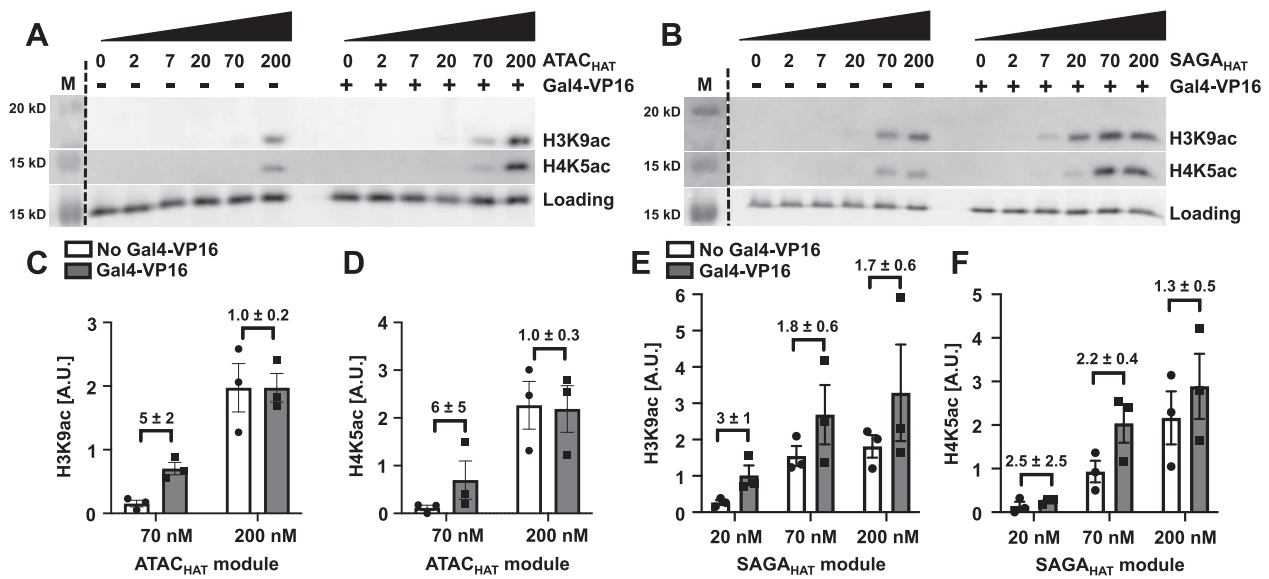 A
0 2 7 20 70 200 0 2 7 20 70 200 ATAC_HAT
M - - - - - - + + + + + + Gal4-VP16
20 kD
H3K9ac
15 kD
H4K5ac
Loading
15 kD
B
0 2 7 20 70 200 0 2 7 20 70 200 SAGA_HAT
M - - - - - - + + + + + + Gal4-VP16
20 kD
H3K9ac
15 kD
H4K5ac
15 kD
Loading
C
No Gal4-VP16
Gal4-VP16
H3K9ac [A.U.]
3
2
1
0
5 ± 2
1.0 ± 0.2
70 nM 200 nM
ATAC_HAT module
D
H4K5ac [A.U.]
4
3
2
1
0
6 ± 5
1.0 ± 0.3
70 nM 200 nM
ATAC_HAT module
E
No Gal4-VP16
Gal4-VP16
H3K9ac [A.U.]
6
5
4
3
2
1
0
3 ± 1
1.8 ± 0.6
1.7 ± 0.6
20 nM 70 nM 200 nM
SAGA_HAT module
F
H4K5ac [A.U.]
5
4
3
2
1
0
2.5 ± 2.5
2.2 ± 0.4
1.3 ± 0.5
20 nM 70 nM 200 nM
SAGA_HAT module